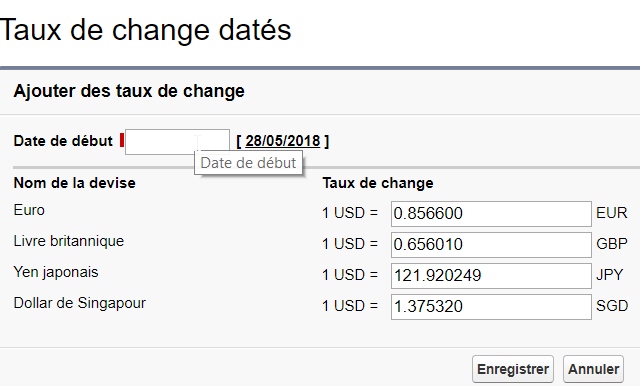 Taux de change datés
Ajouter des taux de change
Date de début [ 28/05/2018 ]
Date de début
Nom de la devise Taux de change
Euro 1 USD = 0.856600 EUR
Livre britannique 1 USD = 0.656010 GBP
Yen japonais 1 USD = 121.920249 JPY
Dollar de Singapour 1 USD = 1.375320 SGD
Enregistrer Annuler